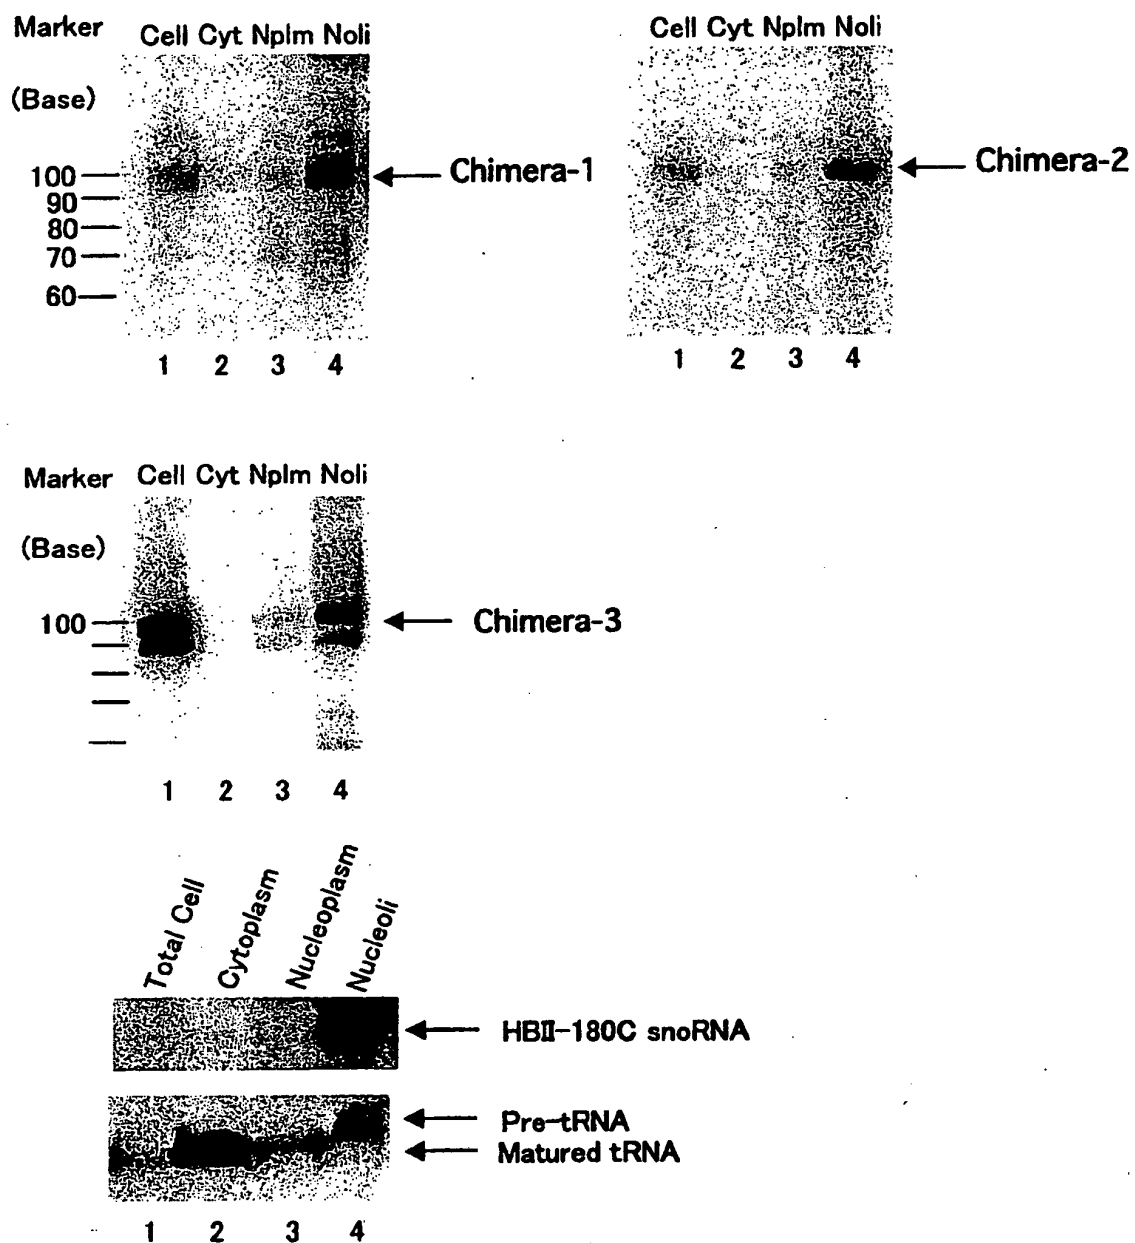 Marker Cell Cyt Nplm Noli
(Base)
100
90
80
70
60
Chimera-1
1 2 3 4
Cell Cyt Nplm Noli
Chimera-2
1 2 3 4
Marker Cell Cyt Nplm Noli
(Base)
100
Chimera-3
1 2 3 4
Total Cell
Cytoplasm
Nucleoplasm
Nucleoli
HBⅡ-180C snoRNA
Pre-tRNA
Matured tRNA
1 2 3 4